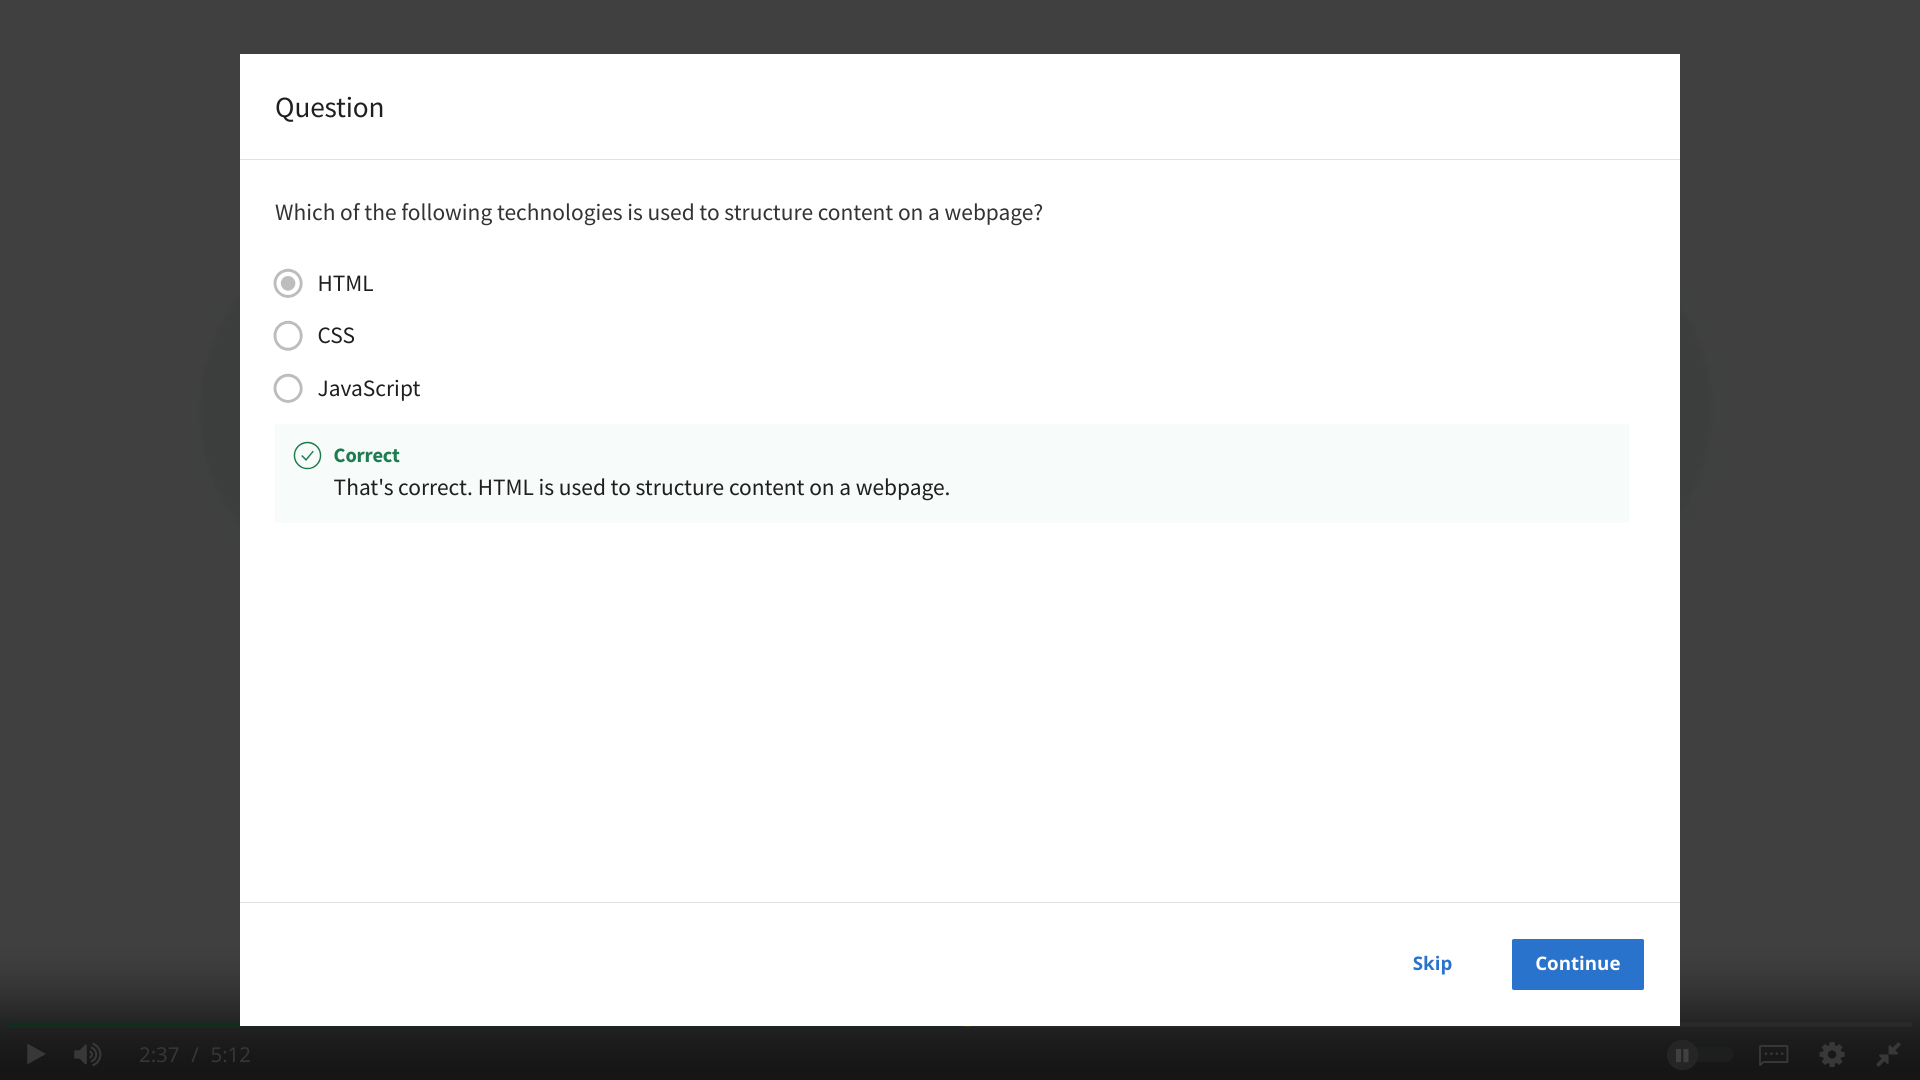 Question
Which of the following technologies is used to structure content on a webpage?
HTML
CSS
JavaScript
Correct
That's correct. HTML is used to structure content on a webpage.
Skip
Continue
2:37 / 5:12